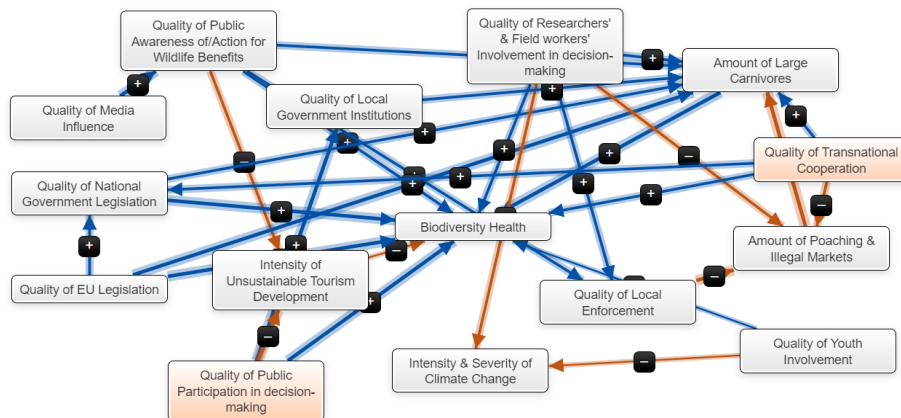 Quality of Public
Awareness of/Action for
Wildlife Benefits
Quality of Researchers'
& Field workers'
Involvement in decision-
making
Amount of Large
Carnivores
+
+
Quality of Media
Influence
Quality of Local
Government Institutions
+
+
+
+
+
Quality of Transnational
Cooperation
–
–
Quality of National
Government Legislation
+
+
+
+
+
–
Biodiversity Health
Amount of Poaching &
Illegal Markets
+
+
–
Quality of EU Legislation
Intensity of
Unsustainable Tourism
Development
–
Quality of Local
Enforcement
+
–
Quality of Youth
Involvement
Quality of Public
Participation in decision-
making
Intensity & Severity of
Climate Change
–